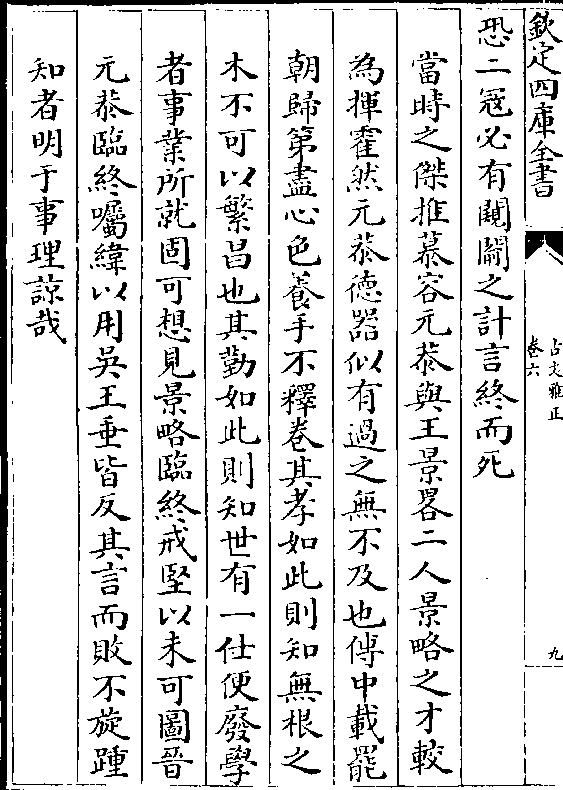 欽定四庫全書
古文雅正
卷六
九
恐二冦必有闚𨵦之計言終而死
當時之傑推慕容元恭與王景畧二人景略之才較
為揮霍然元恭徳器似有過之無不及也傳中載罷
朝歸第盡心色養手不釋卷其孝如此則知無根之
木不可以繁昌也其勤如此則知世有一仕便廢學
者事業所就固可想見景略臨終戒堅以未可圖晉
元恭臨終囑緯以用吳王垂皆反其言而敗不旋踵
知者明于事理諒哉